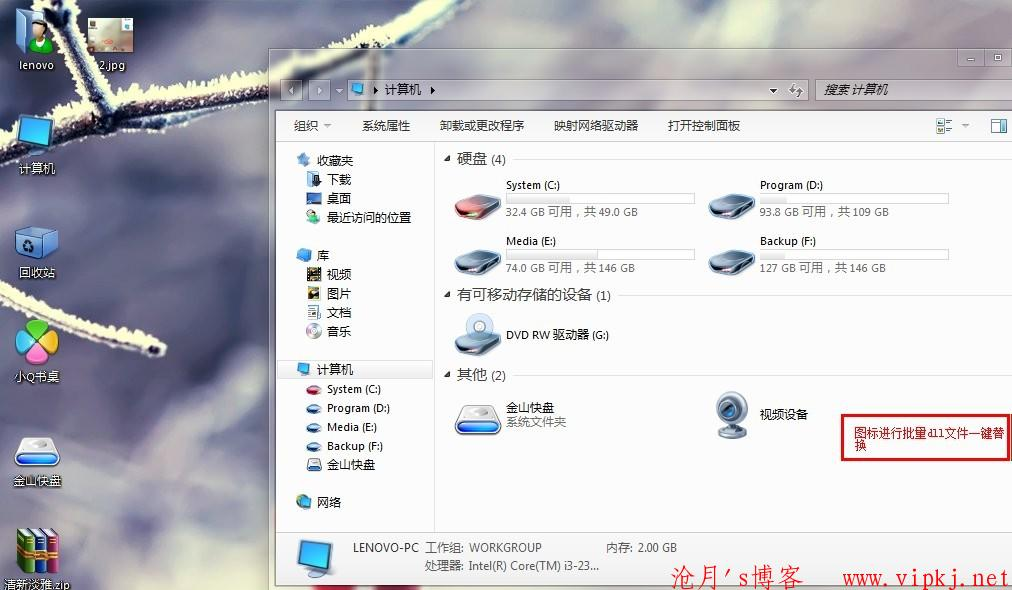 lenovo
2.jpg
计算机
回收站
小Q书桌
金山快盘
清新淡雅.zip
计算机
搜索 计算机
组织
系统属性
卸载或更改程序
映射网络驱动器
打开控制面板
收藏夹
下载
桌面
最近访问的位置
库
视频
图片
文档
音乐
计算机
System (C:)
Program (D:)
Media (E:)
Backup (F:)
金山快盘
网络
硬盘 (4)
System (C:)
32.4 GB 可用，共 49.0 GB
Program (D:)
93.8 GB 可用，共 109 GB
Media (E:)
74.0 GB 可用，共 146 GB
Backup (F:)
127 GB 可用，共 146 GB
有可移动存储的设备 (1)
DVD RW 驱动器 (G:)
其他 (2)
金山快盘
系统文件夹
视频设备
图标进行批量dll文件一键替
换
LENOVO-PC 工作组: WORKGROUP
内存: 2.00 GB
处理器: Intel(R) Core(TM) i3-23...
沧月's博客 www.vipkj.net